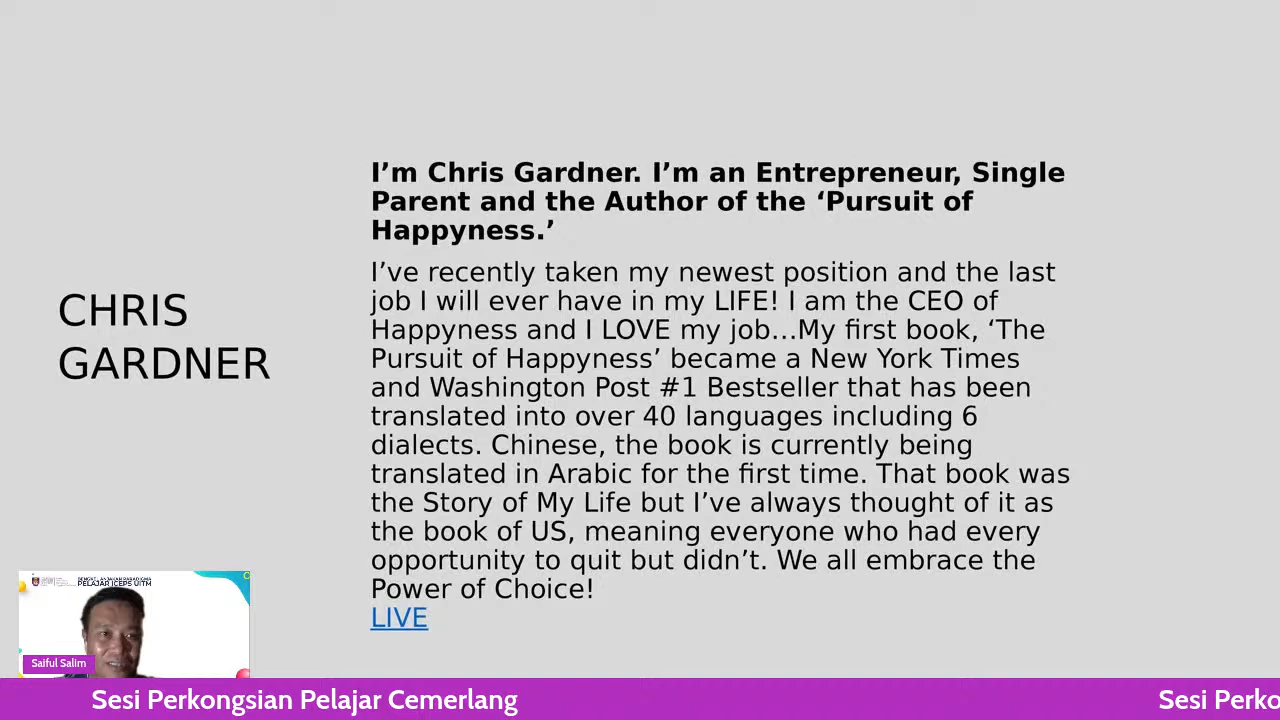 I’m Chris Gardner. I’m an Entrepreneur, Single
Parent and the Author of the ‘Pursuit of
Happyness.’
I’ve recently taken my newest position and the last
job I will ever have in my LIFE! I am the CEO of
Happyness and I LOVE my job…My first book, ‘The
Pursuit of Happyness’ became a New York Times
and Washington Post #1 Bestseller that has been
translated into over 40 languages including 6
dialects. Chinese, the book is currently being
translated in Arabic for the first time. That book was
the Story of My Life but I’ve always thought of it as
the book of US, meaning everyone who had every
opportunity to quit but didn’t. We all embrace the
Power of Choice!
LIVE
CHRIS
GARDNER
PELAJAR ICEPS UITM
Saiful Salim
Sesi Perkongsian Pelajar Cemerlang
Sesi Perko